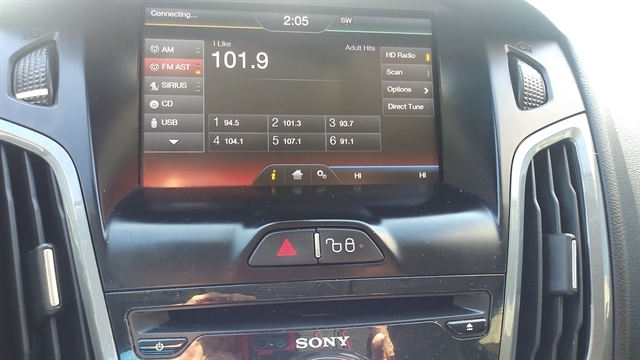 Connecting...
2:05
SW
AM
FM AST
SIRIUS
CD
USB
I Like
Adult Hits
101.9
HD Radio
Scan
Options
Direct Tune
1 94.5
2 101.3
3 93.7
4 104.1
5 107.1
6 91.1
i
HI
HI
SONY